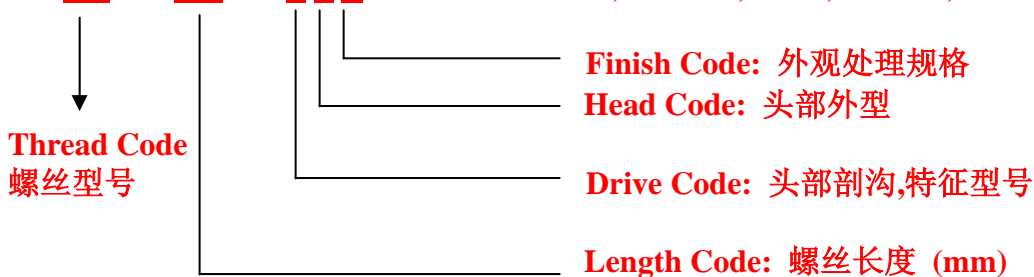 Finish Code: 外观处理规格
Head Code: 头部外型
Thread Code
螺丝型号
Drive Code: 头部剖沟,特征型号
Length Code: 螺丝长度 (mm)